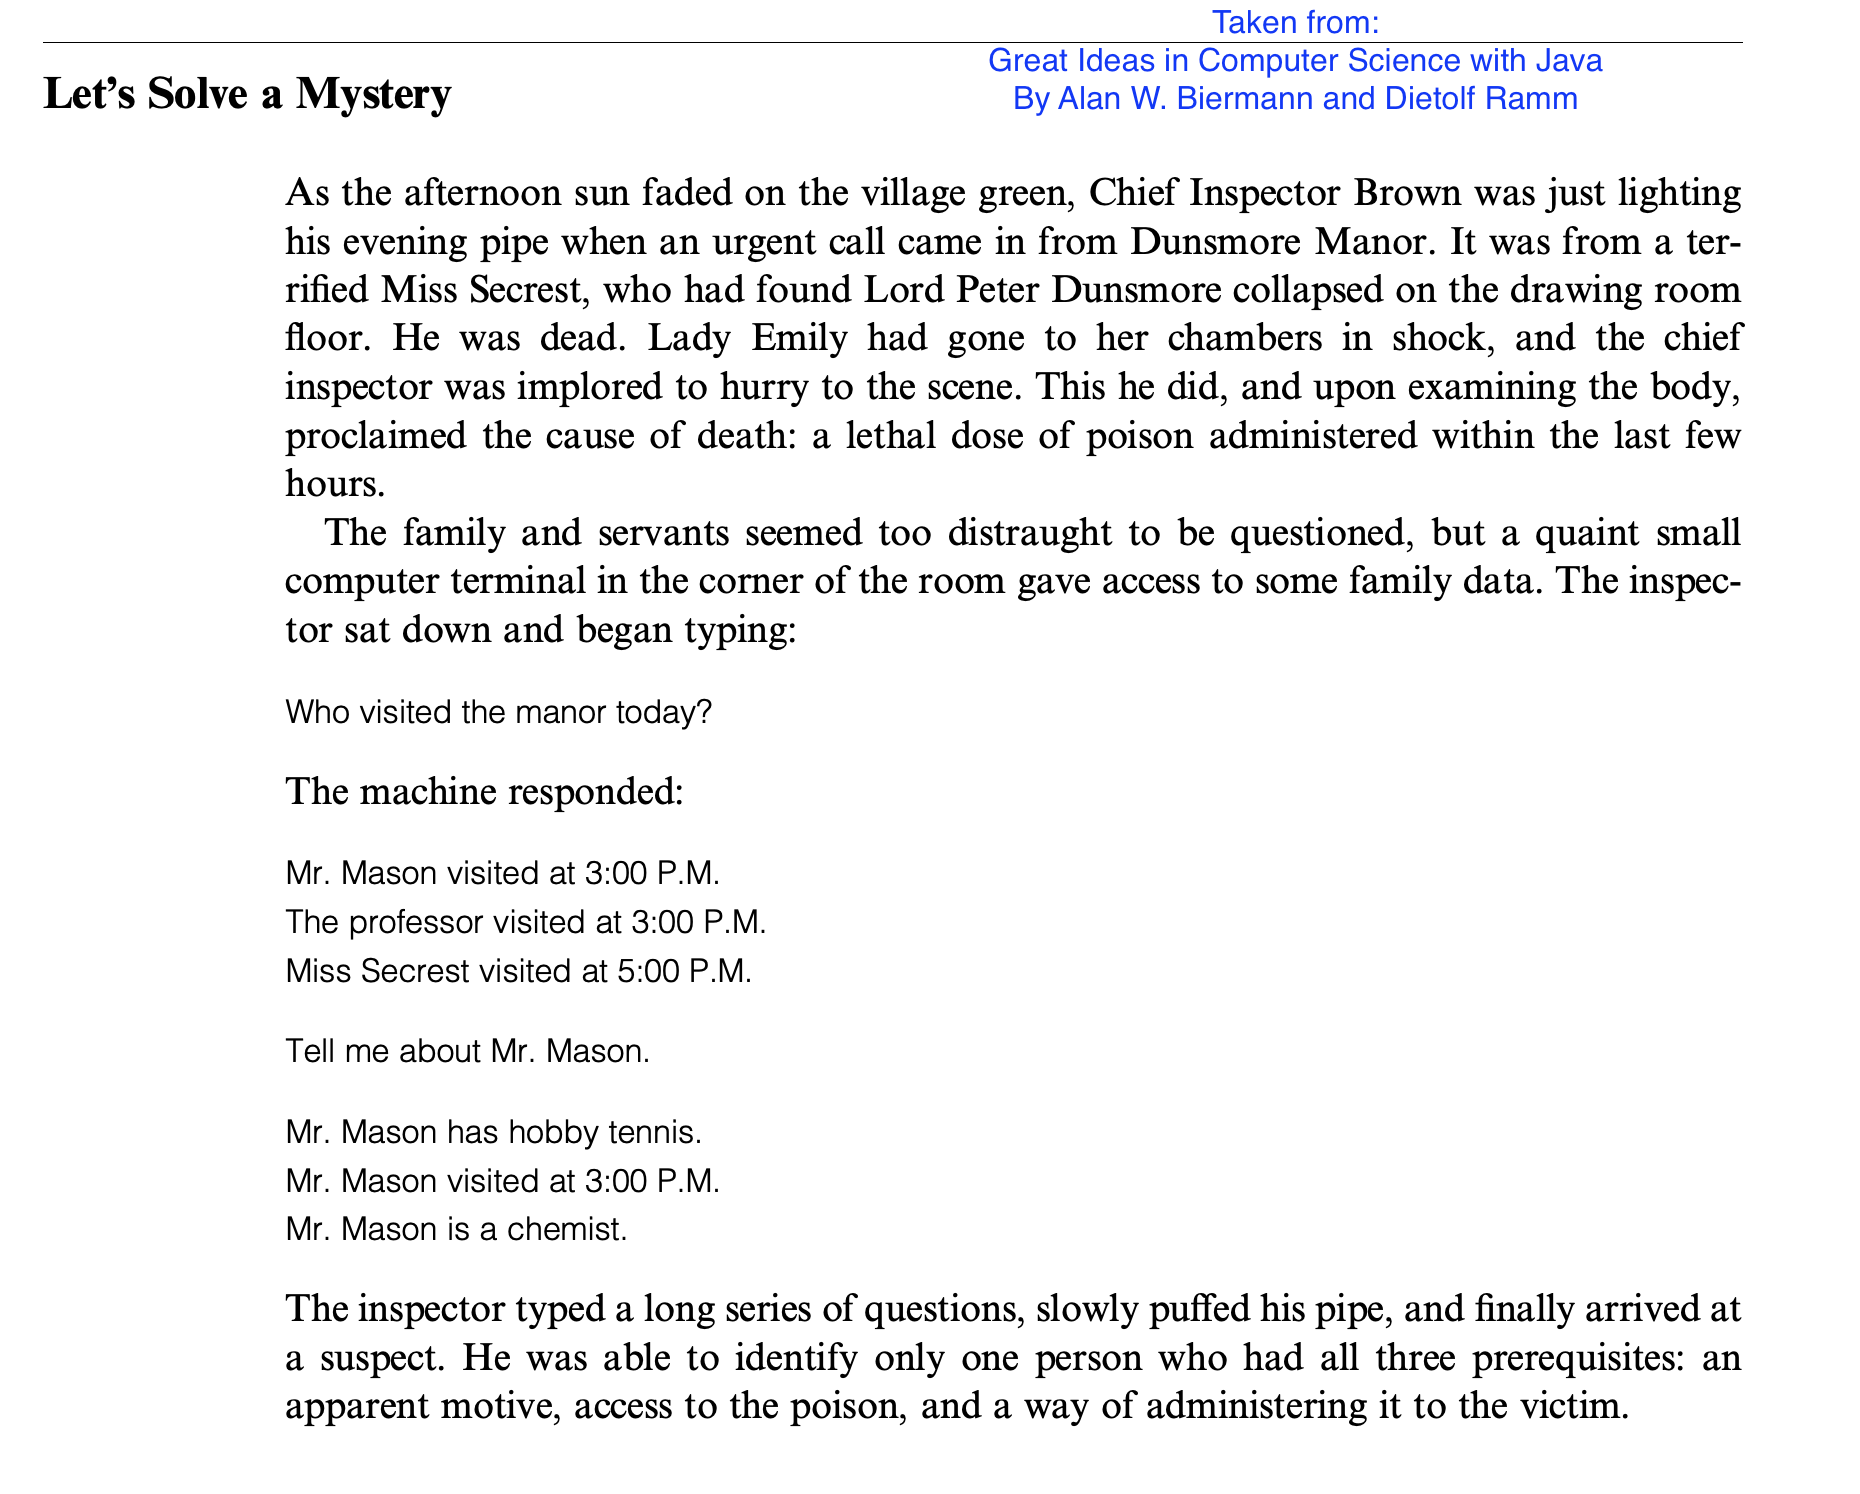 Taken from:
Great Ideas in Computer Science with Java
By Alan W. Biermann and Dietolf Ramm
Let's Solve a Mystery
As the afternoon sun faded on the village green, Chief Inspector Brown was just lighting
his evening pipe when an urgent call came in from Dunsmore Manor. It was from a ter-
rified Miss Secrest, who had found Lord Peter Dunsmore collapsed on the drawing room
floor. He was dead. Lady Emily had gone to her chambers in shock, and the chief
inspector was implored to hurry to the scene. This he did, and upon examining the body,
proclaimed the cause of death: a lethal dose of poison administered within the last few
hours.
The family and servants seemed too distraught to be questioned, but a quaint small
computer terminal in the corner of the room gave access to some family data. The inspec-
tor sat down and began typing:
Who visited the manor today?
The machine responded:
Mr. Mason visited at 3:00 P.M.
The professor visited at 3:00 P.M.
Miss Secrest visited at 5:00 P.M.
Tell me about Mr. Mason.
Mr. Mason has hobby tennis.
Mr. Mason visited at 3:00 P.M.
Mr. Mason is a chemist.
The inspector typed a long series of questions, slowly puffed his pipe, and finally arrived at
a suspect. He was able to identify only one person who had all three prerequisites: an
apparent motive, access to the poison, and a way of administering it to the victim.